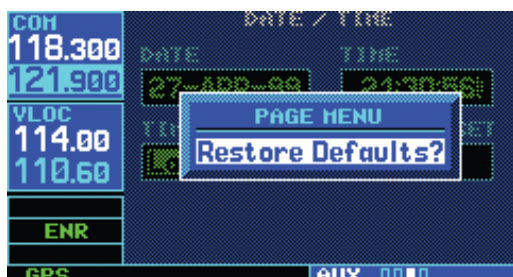 COM
118.300
121.900
VLOC
114.00
110.60
ENR
GPS
DATE / TIME
DATE TIME
27-APR-99 21:30:56
PAGE MENU
Restore Defaults?
AUX